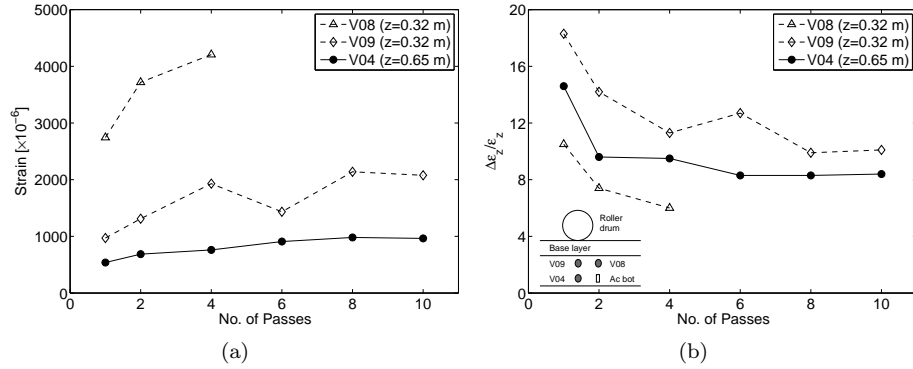 6000
5000
4000
3000
2000
1000
0
0 2 4 6 8 10
Strain [×10⁻⁶]
No. of Passes
V08 (z=0.32 m)
V09 (z=0.32 m)
V04 (z=0.65 m)
(a)
20
16
12
8
4
0
0 2 4 6 8 10
Δε_z/ε_z
No. of Passes
V08 (z=0.32 m)
V09 (z=0.32 m)
V04 (z=0.65 m)
Roller
drum
Base layer
V09 V08
V04 Ac bot
(b)